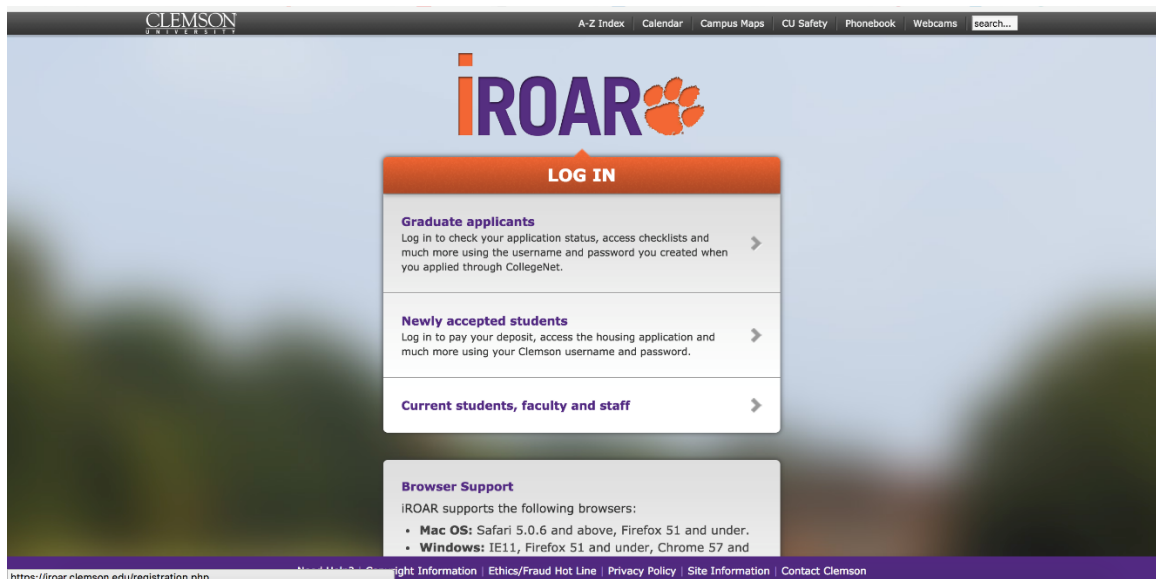 CLEMSON
UNIVERSITY
A-Z Index Calendar Campus Maps CU Safety Phonebook Webcams search...
iROAR
LOG IN
Graduate applicants
Log in to check your application status, access checklists and
much more using the username and password you created when
you applied through CollegeNet.
Newly accepted students
Log in to pay your deposit, access the housing application and
much more using your Clemson username and password.
Current students, faculty and staff
Browser Support
iROAR supports the following browsers:
• Mac OS: Safari 5.0.6 and above, Firefox 51 and under.
• Windows: IE11, Firefox 51 and under, Chrome 57 and
Need Help? | Copyright Information | Ethics/Fraud Hot Line | Privacy Policy | Site Information | Contact Clemson
https://iroar.clemson.edu/registration.php